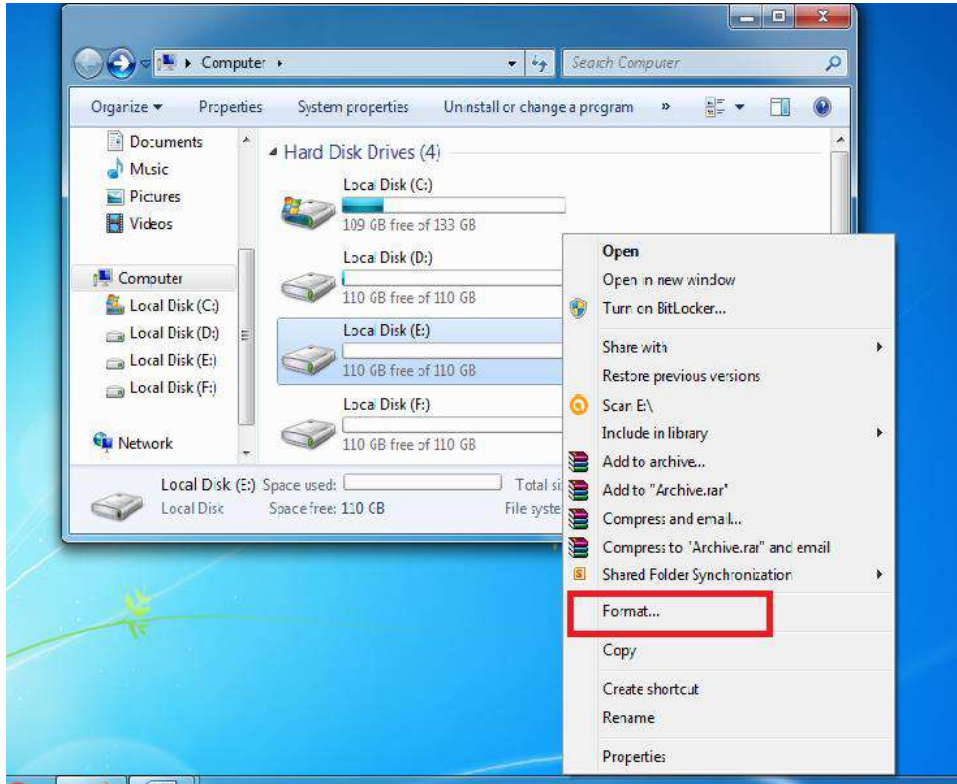 Computer
Search Computer
Organize
Properties
System properties
Uninstall or change a program
»
Documents
Music
Pictures
Videos
Computer
Local Disk (C:)
Local Disk (D:)
Local Disk (E:)
Local Disk (F:)
Network
Hard Disk Drives (4)
Local Disk (C:)
109 GB free of 133 GB
Local Disk (D:)
110 GB free of 110 GB
Local Disk (E:)
110 GB free of 110 GB
Local Disk (F:)
110 GB free of 110 GB
Local Disk (E:) Space used: Total si
Local Disk Space free: 110 GB File syste
Open
Open in new window
Turn on BitLocker...
Share with
Restore previous versions
Scan E:\
Include in library
Add to archive...
Add to "Archive.rar"
Compress and email...
Compress to "Archive.rar" and email
S
Shared Folder Synchronization
Format...
Copy
Create shortcut
Rename
Properties